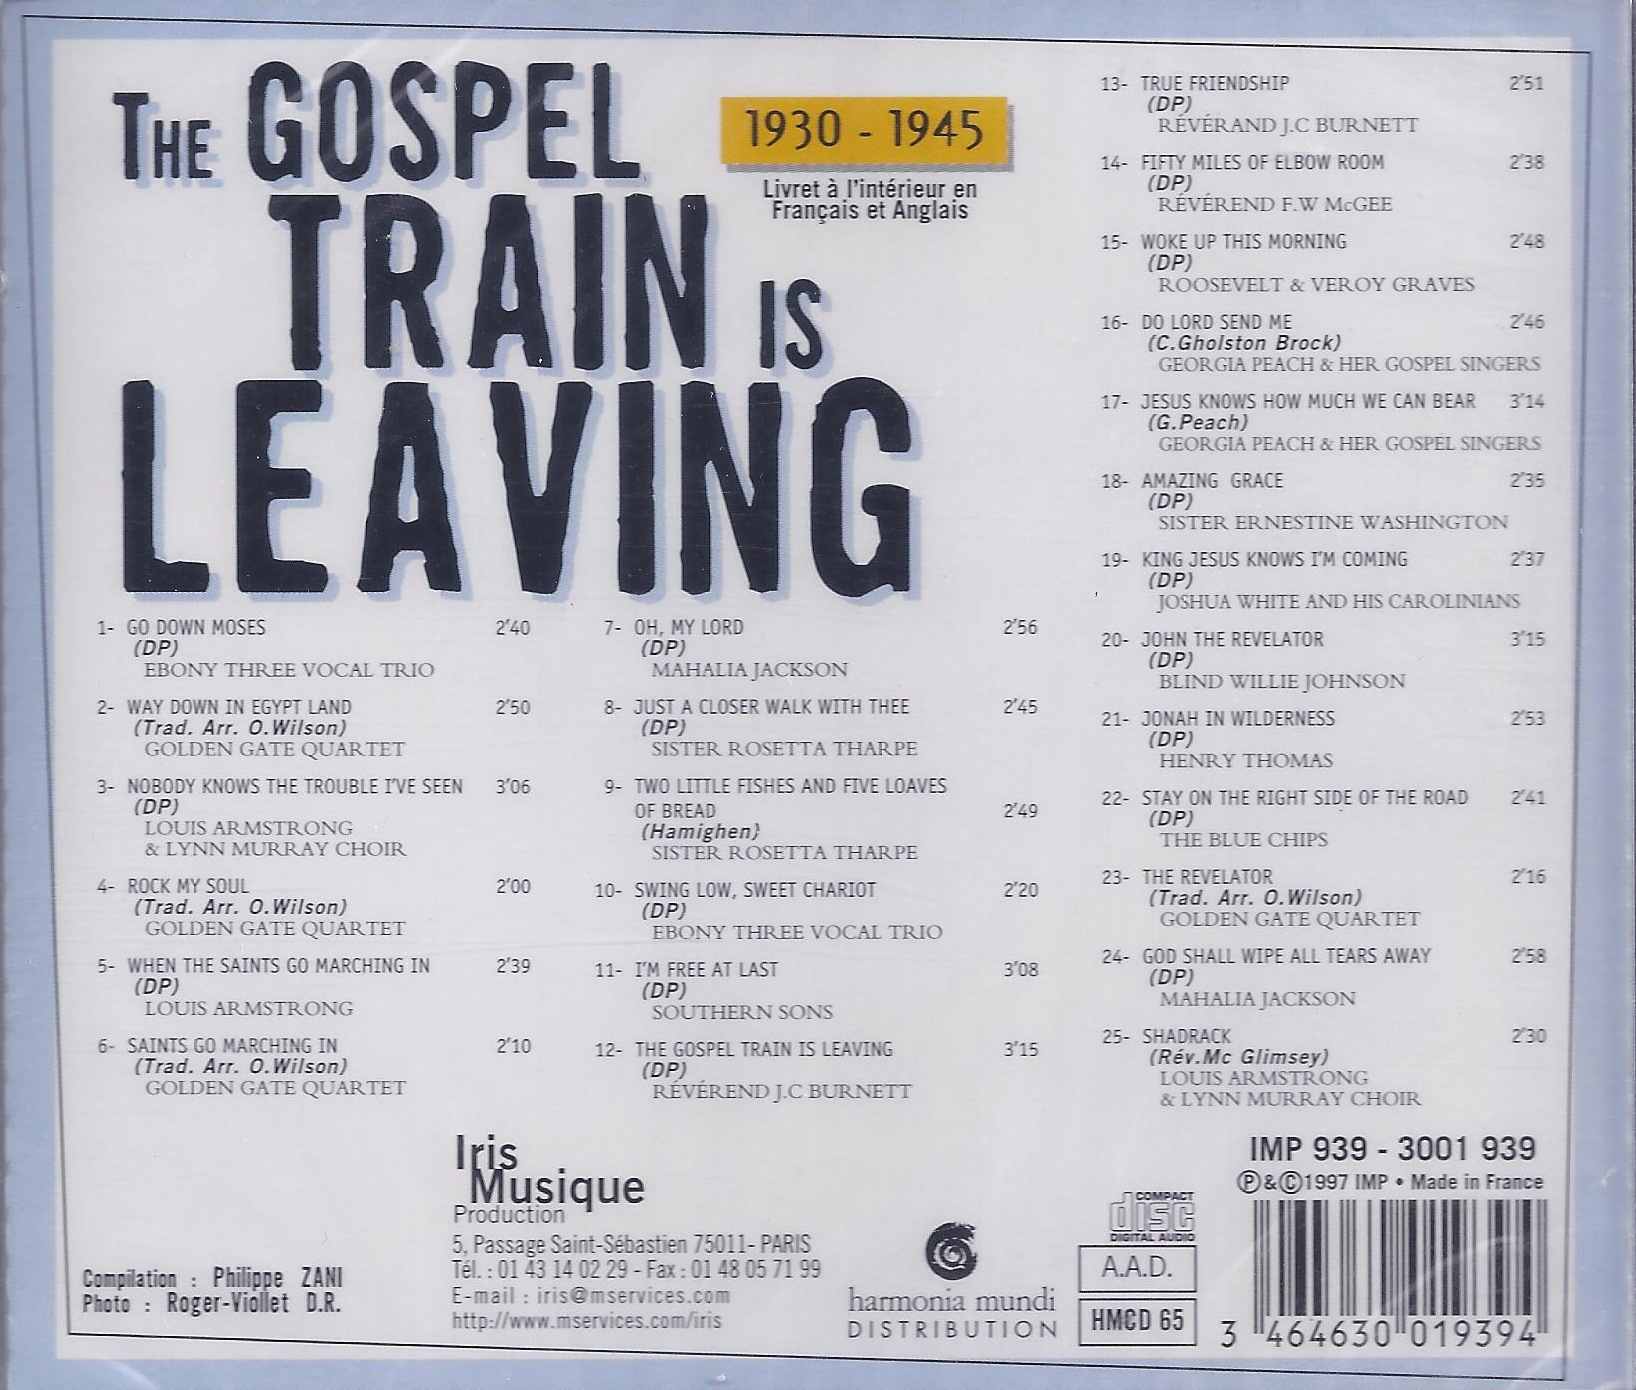 THE GOSPEL
TRAIN IS
LEAVING
1930 - 1945
Livret à l'intérieur en
Français et Anglais
1- GO DOWN MOSES 2'40
(DP)
EBONY THREE VOCAL TRIO
2- WAY DOWN IN EGYPT LAND 2'50
(Trad. Arr. O.Wilson)
GOLDEN GATE QUARTET
3- NOBODY KNOWS THE TROUBLE I'VE SEEN 3'06
(DP)
LOUIS ARMSTRONG
& LYNN MURRAY CHOIR
4- ROCK MY SOUL 2'00
(Trad. Arr. O.Wilson)
GOLDEN GATE QUARTET
5- WHEN THE SAINTS GO MARCHING IN 2'39
(DP)
LOUIS ARMSTRONG
6- SAINTS GO MARCHING IN 2'10
(Trad. Arr. O.Wilson)
GOLDEN GATE QUARTET
7- OH, MY LORD 2'56
(DP)
MAHALIA JACKSON
8- JUST A CLOSER WALK WITH THEE 2'45
(DP)
SISTER ROSETTA THARPE
9- TWO LITTLE FISHES AND FIVE LOAVES
OF BREAD 2'49
(Hamighen}
SISTER ROSETTA THARPE
10- SWING LOW, SWEET CHARIOT 2'20
(DP)
EBONY THREE VOCAL TRIO
11- I'M FREE AT LAST 3'08
(DP)
SOUTHERN SONS
12- THE GOSPEL TRAIN IS LEAVING 3'15
(DP)
RÉVÉREND J.C BURNETT
13- TRUE FRIENDSHIP 2'51
(DP)
RÉVÉRAND J.C BURNETT
14- FIFTY MILES OF ELBOW ROOM 2'38
(DP)
RÉVÉREND F.W McGEE
15- WOKE UP THIS MORNING 2'48
(DP)
ROOSEVELT & VEROY GRAVES
16- DO LORD SEND ME 2'46
(C.Gholston Brock)
GEORGIA PEACH & HER GOSPEL SINGERS
17- JESUS KNOWS HOW MUCH WE CAN BEAR 3'14
(G.Peach)
GEORGIA PEACH & HER GOSPEL SINGERS
18- AMAZING GRACE 2'35
(DP)
SISTER ERNESTINE WASHINGTON
19- KING JESUS KNOWS I'M COMING 2'37
(DP)
JOSHUA WHITE AND HIS CAROLINIANS
20- JOHN THE REVELATOR 3'15
(DP)
BLIND WILLIE JOHNSON
21- JONAH IN WILDERNESS 2'53
(DP)
HENRY THOMAS
22- STAY ON THE RIGHT SIDE OF THE ROAD 2'41
(DP)
THE BLUE CHIPS
23- THE REVELATOR 2'16
(Trad. Arr. O.Wilson)
GOLDEN GATE QUARTET
24- GOD SHALL WIPE ALL TEARS AWAY 2'58
(DP)
MAHALIA JACKSON
25- SHADRACK 2'30
(Rév.Mc Glimsey)
LOUIS ARMSTRONG
& LYNN MURRAY CHOIR
Compilation : Philippe ZANI
Photo : Roger-Viollet D.R.
Iris
Musique
Production
5, Passage Saint-Sébastien 75011- PARIS
Tél. : 01 43 14 02 29 - Fax : 01 48 05 71 99
E-mail : iris@mservices.com
http://www.mservices.com/iris
harmonia mundi
DISTRIBUTION
COMPACT
disc
DIGITAL AUDIO
A.A.D.
HMCD 65
IMP 939 - 3001 939
Ⓟ&Ⓒ1997 IMP • Made in France
3 464630 019394